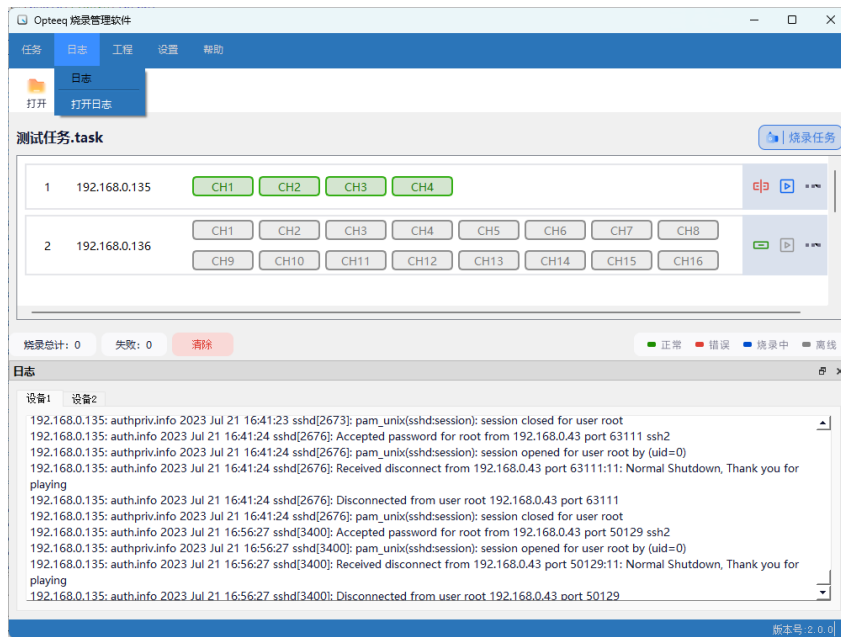 Opteeq 烧录管理软件
任务 日志 工程 设置 帮助
日志
打开 打开日志
测试任务.task
烧录任务
1 192.168.0.135 CH1 CH2 CH3 CH4
2 192.168.0.136 CH1 CH2 CH3 CH4 CH5 CH6 CH7 CH8
CH9 CH10 CH11 CH12 CH13 CH14 CH15 CH16
烧录总计: 0 失败: 0 清除 正常 错误 烧录中 离线
日志
设备1 设备2
192.168.0.135: authpriv.info 2023 Jul 21 16:41:23 sshd[2673]: pam_unix(sshd:session): session closed for user root
192.168.0.135: auth.info 2023 Jul 21 16:41:24 sshd[2676]: Accepted password for root from 192.168.0.43 port 63111 ssh2
192.168.0.135: authpriv.info 2023 Jul 21 16:41:24 sshd[2676]: pam_unix(sshd:session): session opened for user root by (uid=0)
192.168.0.135: auth.info 2023 Jul 21 16:41:24 sshd[2676]: Received disconnect from 192.168.0.43 port 63111:11: Normal Shutdown, Thank you for
playing
192.168.0.135: auth.info 2023 Jul 21 16:41:24 sshd[2676]: Disconnected from user root 192.168.0.43 port 63111
192.168.0.135: authpriv.info 2023 Jul 21 16:41:24 sshd[2676]: pam_unix(sshd:session): session closed for user root
192.168.0.135: auth.info 2023 Jul 21 16:56:27 sshd[3400]: Accepted password for root from 192.168.0.43 port 50129 ssh2
192.168.0.135: authpriv.info 2023 Jul 21 16:56:27 sshd[3400]: pam_unix(sshd:session): session opened for user root by (uid=0)
192.168.0.135: auth.info 2023 Jul 21 16:56:27 sshd[3400]: Received disconnect from 192.168.0.43 port 50129:11: Normal Shutdown, Thank you for
playing
192.168.0.135: auth.info 2023 Jul 21 16:56:27 sshd[3400]: Disconnected from user root 192.168.0.43 port 50129
版本号:2.0.0